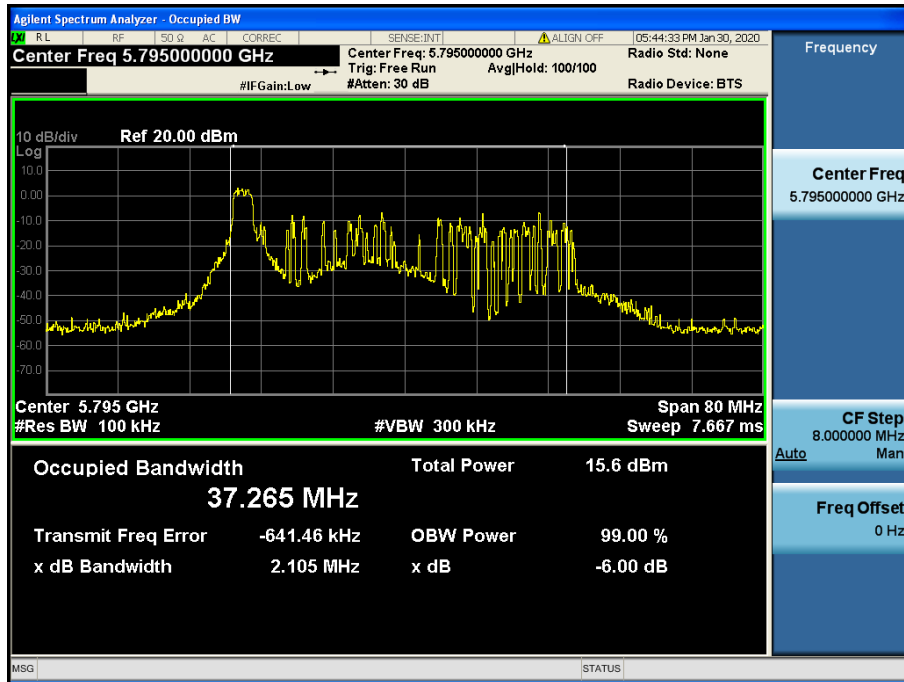 Agilent Spectrum Analyzer - Occupied BW
LXI RL RF 50 Ω AC CORREC SENSE:INT ALIGN OFF 05:44:33 PM Jan 30, 2020
Center Freq 5.795000000 GHz
Center Freq: 5.795000000 GHz
Radio Std: None
Trig: Free Run Avg|Hold: 100/100
#IFGain:Low
#Atten: 30 dB
Radio Device: BTS
10 dB/div Ref 20.00 dBm
Log
10.0
0.00
-10.0
-20.0
-30.0
-40.0
-50.0
-60.0
-70.0
Center 5.795 GHz
Span 80 MHz
#Res BW 100 kHz
#VBW 300 kHz
Sweep 7.667 ms
Occupied Bandwidth
37.265 MHz
Total Power 15.6 dBm
Transmit Freq Error -641.46 kHz
OBW Power 99.00 %
x dB Bandwidth 2.105 MHz
x dB -6.00 dB
MSG
STATUS
Frequency
Center Freq
5.795000000 GHz
CF Step
8.000000 MHz
Auto Man
Freq Offset
0 Hz